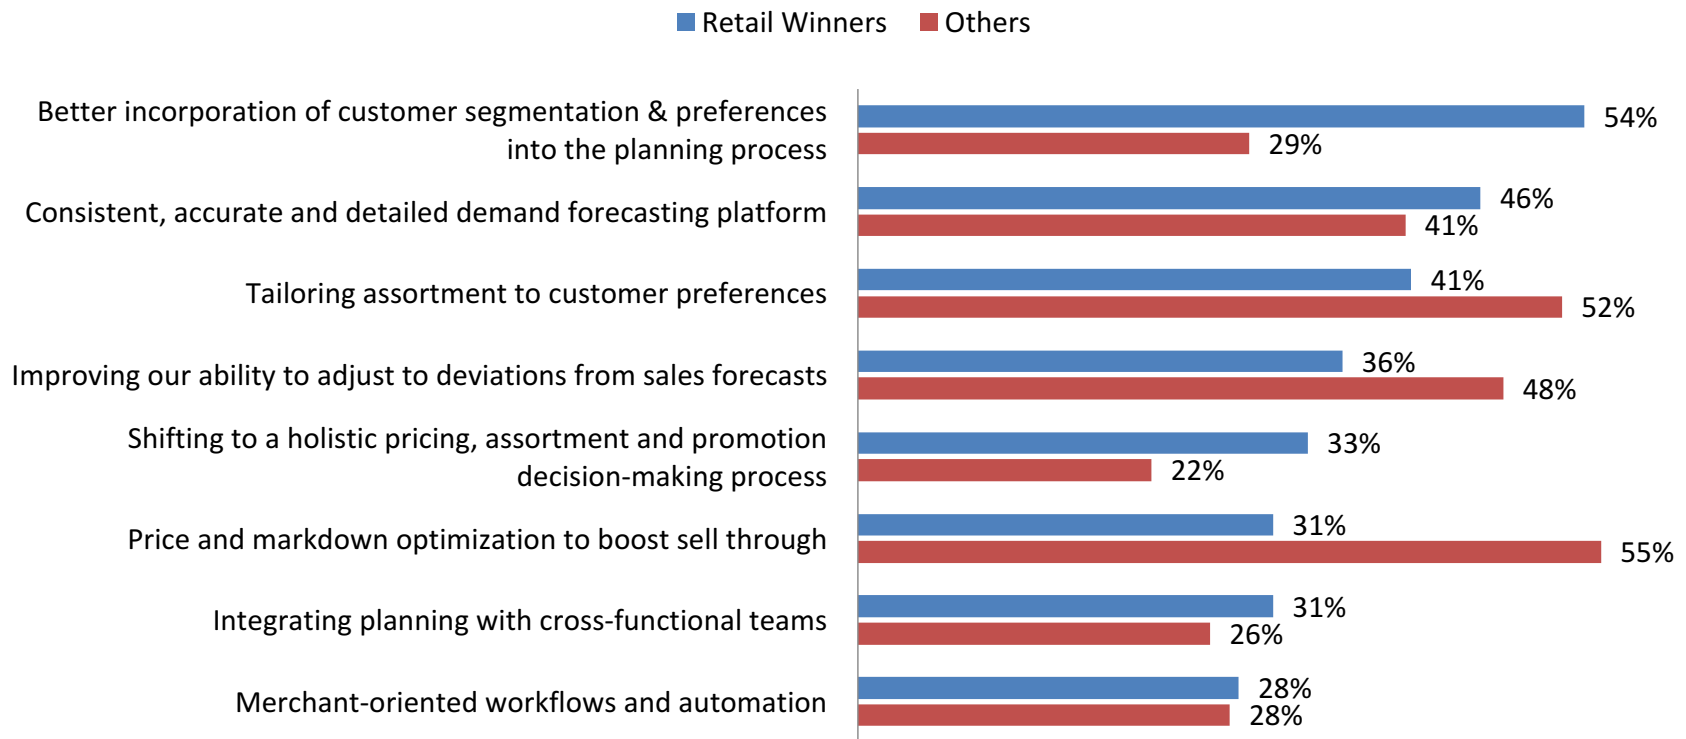 Retail Winners Others
Better incorporation of customer segmentation & preferences
into the planning process
54%
29%
Consistent, accurate and detailed demand forecasting platform
46%
41%
Tailoring assortment to customer preferences
41%
52%
Improving our ability to adjust to deviations from sales forecasts
36%
48%
Shifting to a holistic pricing, assortment and promotion
decision-making process
33%
22%
Price and markdown optimization to boost sell through
31%
55%
Integrating planning with cross-functional teams
31%
26%
Merchant-oriented workflows and automation
28%
28%